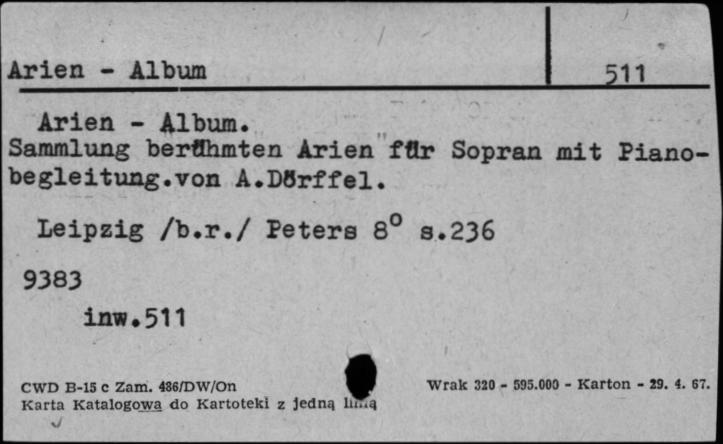 Arien - Album 511
Arien - Album.
Sammlung berühmten Arien für Sopran mit Piano-
begleitung.von A.Dörffel.
Leipzig /b.r./ Peters 8° s.236
9383
inw.511
CWD B-15 c Zam. 486/DW/On Wrak 320 - 595.000 - Karton - 29. 4. 67.
Karta Katalogowa do Kartoteki z jedną linią